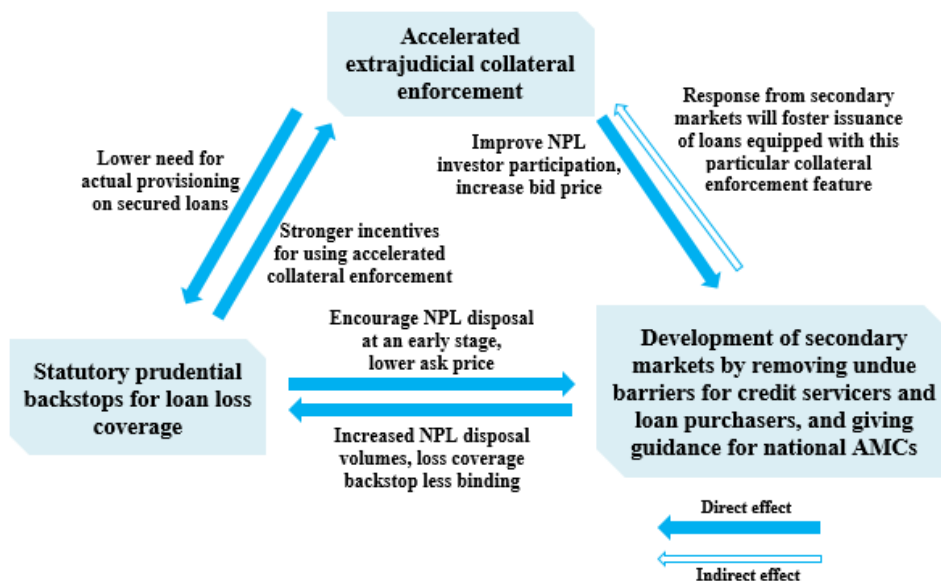 Accelerated
extrajudicial collateral
enforcement
Response from secondary
markets will foster issuance
of loans equipped with this
particular collateral
enforcement feature
Improve NPL
investor participation,
increase bid price
Lower need for
actual provisioning
on secured loans
Stronger incentives
for using accelerated
collateral enforcement
Statutory prudential
backstops for loan loss
coverage
Encourage NPL disposal
at an early stage,
lower ask price
Increased NPL disposal
volumes, loss coverage
backstop less binding
Development of secondary
markets by removing undue
barriers for credit servicers and
loan purchasers, and giving
guidance for national AMCs
Direct effect
Indirect effect